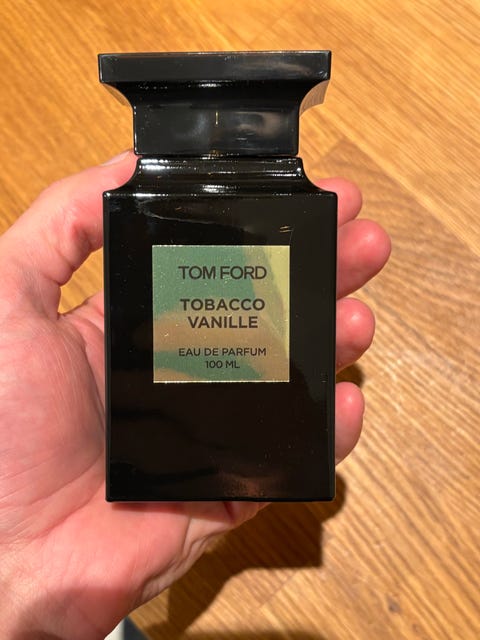 TOM FORD
TOBACCO
VANILLE
EAU DE PARFUM
100 ML